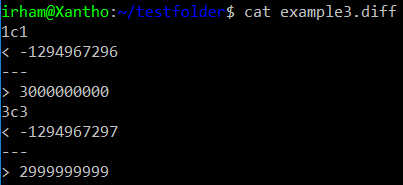 irham@Xantho:~/testfolder$ cat example3.diff
1c1
< -1294967296
---
> 3000000000
3c3
< -1294967297
---
> 2999999999